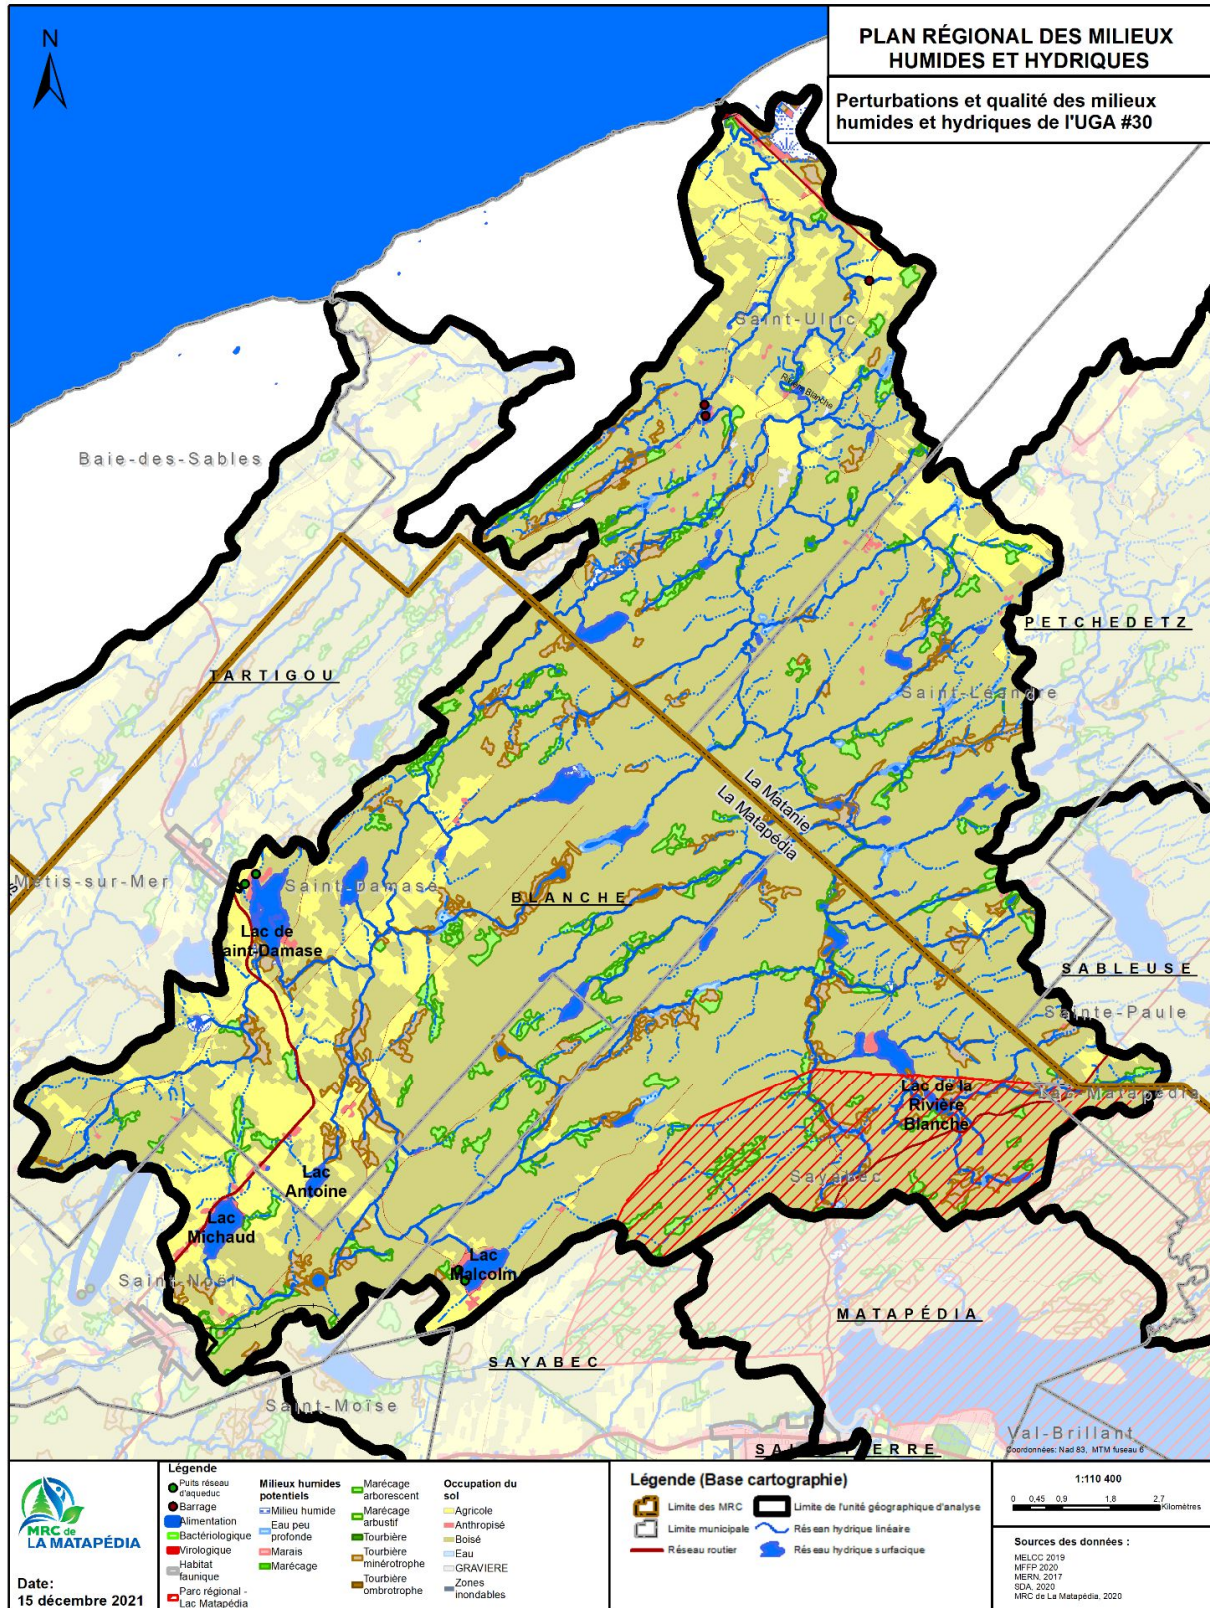 N
PLAN RÉGIONAL DES MILIEUX
HUMIDES ET HYDRIQUES
Perturbations et qualité des milieux
humides et hydriques de l'UGA #30
Saint-Ulric
Rivière Blanche
Baie-des-Sables
PETCHEDETZ
TARTIGOU
Saint-Léandre
La Matanie
La Matapédia
Métis-sur-Mer
Saint-Damase
BLANCHE
Lac de
Saint-Damase
SABLEUSE
Sainte-Paule
Lac de la
Rivière
Blanche
Lac-Matapédia
Lac
Antoine
Sayabec
Lac
Michaud
Lac
Malcolm
Saint-Noël
MATAPÉDIA
SAYABEC
Saint-Moïse
Val-Brillant
Coordonnées: Nad 83, MTM fuseau 6
MRC de
LA MATAPÉDIA
Date:
15 décembre 2021
Légende
Puits réseau
d'aqueduc
Barrage
Alimentation
Bactériologique
Virologique
Habitat
faunique
Parc régional -
Lac Matapédia
Milieux humides
potentiels
Milieu humide
Eau peu
profonde
Marais
Marécage
Marécage
arborescent
Marécage
arbustif
Tourbière
Tourbière
minérotrophe
Tourbière
ombrotrophe
Occupation du
sol
Agricole
Anthropisé
Boisé
Eau
GRAVIERE
Zones
inondables
Légende (Base cartographie)
Limite des MRC
Limite de l'unité géographique d'analyse
Limite municipale
Réseau hydrique linéaire
Réseau routier
Réseau hydrique surfacique
1:110 400
0 0,45 0,9 1,8 2,7
Kilomètres
Sources des données :
MELCC 2019
MFFP 2020
MERN, 2017
SDA, 2020
MRC de La Matapédia, 2020